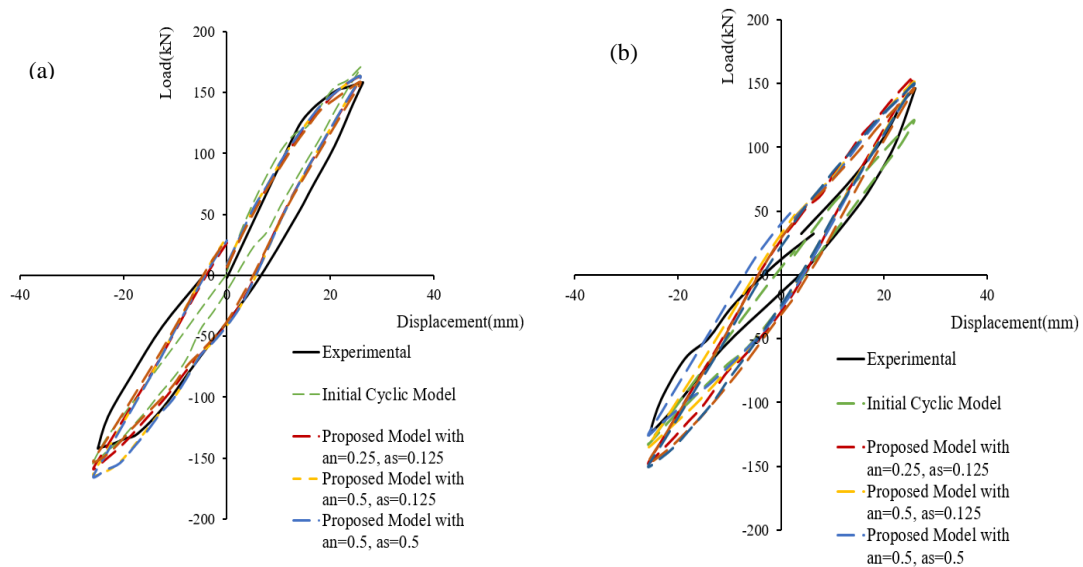 (a)
Load(kN)
200
150
100
50
0
-50
-100
-150
-200
-40
-20
0
20
40
Displacement(mm)
Experimental
Initial Cyclic Model
Proposed Model with
an=0.25, as=0.125
Proposed Model with
an=0.5, as=0.125
Proposed Model with
an=0.5, as=0.5
(b)
Load(kN)
200
150
100
50
0
-50
-100
-150
-200
-40
-20
0
20
40
Displacement(mm)
Experimental
Initial Cyclic Model
Proposed Model with
an=0.25, as=0.125
Proposed Model with
an=0.5, as=0.125
Proposed Model with
an=0.5, as=0.5